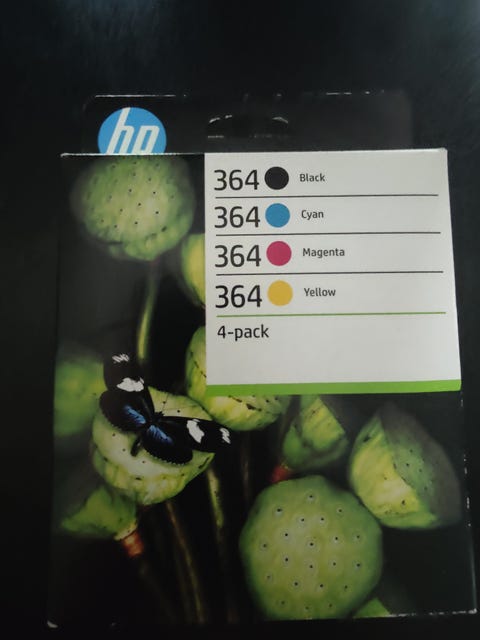 hp
364 Black
364 Cyan
364 Magenta
364 Yellow
4-pack